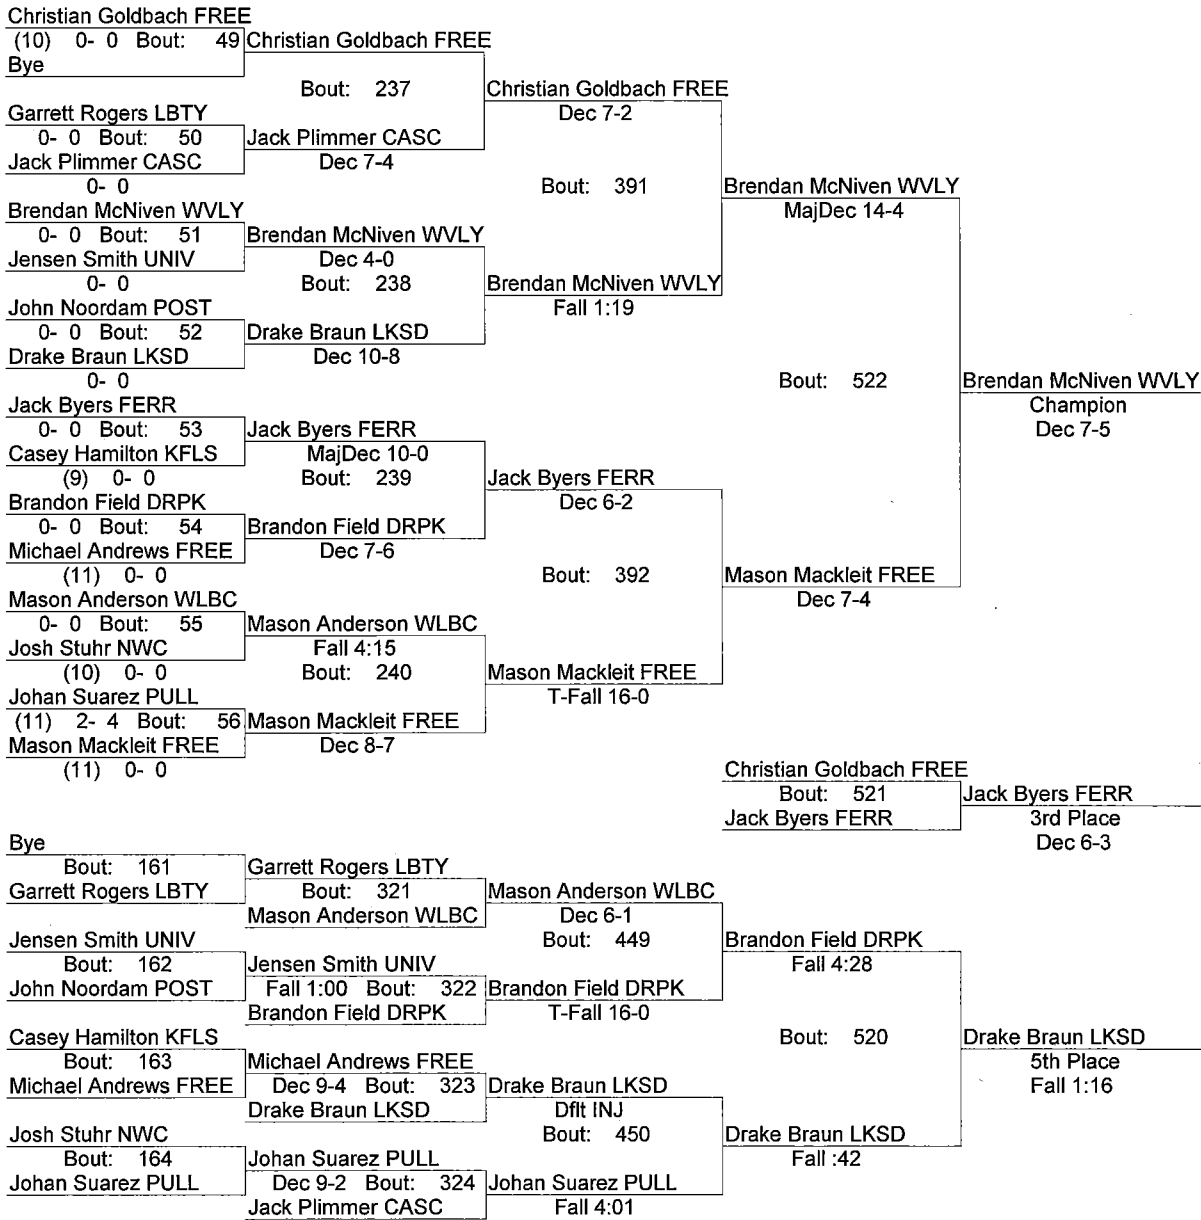 Christian Goldbach FREE
(10) 0- 0 Bout: 49
Bye
Christian Goldbach FREE
Bout: 237
Garrett Rogers LBTY
0- 0 Bout: 50
Jack Plimmer CASC
0- 0
Jack Plimmer CASC
Dec 7-4
Christian Goldbach FREE
Dec 7-2
Bout: 391
Brendan McNiven WVLY
0- 0 Bout: 51
Jensen Smith UNIV
0- 0
Brendan McNiven WVLY
Dec 4-0
Bout: 238
John Noordam POST
0- 0 Bout: 52
Drake Braun LKSD
0- 0
Drake Braun LKSD
Dec 10-8
Brendan McNiven WVLY
Fall 1:19
Brendan McNiven WVLY
MajDec 14-4
Bout: 522
Brendan McNiven WVLY
Champion
Dec 7-5
Jack Byers FERR
0- 0 Bout: 53
Casey Hamilton KFLS
(9) 0- 0
Jack Byers FERR
MajDec 10-0
Bout: 239
Brandon Field DRPK
0- 0 Bout: 54
Michael Andrews FREE
(11) 0- 0
Brandon Field DRPK
Dec 7-6
Jack Byers FERR
Dec 6-2
Bout: 392
Mason Anderson WLBC
0- 0 Bout: 55
Josh Stuhr NWC
(10) 0- 0
Mason Anderson WLBC
Fall 4:15
Bout: 240
Johan Suarez PULL
(11) 2- 4 Bout: 56
Mason Mackleit FREE
(11) 0- 0
Mason Mackleit FREE
Dec 8-7
Mason Mackleit FREE
T-Fall 16-0
Mason Mackleit FREE
Dec 7-4
Christian Goldbach FREE
Bout: 521
Jack Byers FERR
Jack Byers FERR
3rd Place
Dec 6-3
Bye
Bout: 161
Garrett Rogers LBTY
Garrett Rogers LBTY
Bout: 321
Mason Anderson WLBC
Mason Anderson WLBC
Dec 6-1
Bout: 449
Jensen Smith UNIV
Bout: 162
John Noordam POST
Jensen Smith UNIV
Fall 1:00 Bout: 322
Brandon Field DRPK
Brandon Field DRPK
T-Fall 16-0
Brandon Field DRPK
Fall 4:28
Bout: 520
Casey Hamilton KFLS
Bout: 163
Michael Andrews FREE
Michael Andrews FREE
Dec 9-4 Bout: 323
Drake Braun LKSD
Drake Braun LKSD
Dflt INJ
Bout: 450
Josh Stuhr NWC
Bout: 164
Johan Suarez PULL
Johan Suarez PULL
Dec 9-2 Bout: 324
Jack Plimmer CASC
Johan Suarez PULL
Fall 4:01
Drake Braun LKSD
Fall :42
Drake Braun LKSD
5th Place
Fall 1:16